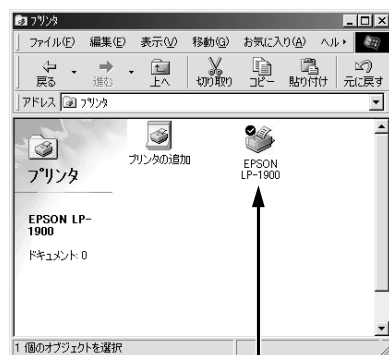 プリンタ
ファイル(F) 編集(E) 表示(V) 移動(G) お気に入り(A) ヘル
戻る 進む 上へ 切り取り コピー 貼り付け 元に戻す
アドレス プリンタ
プリンタ
プリンタの追加
EPSON
LP-1900
EPSON LP-
1900
ドキュメント: 0
1 個のオブジェクトを選択